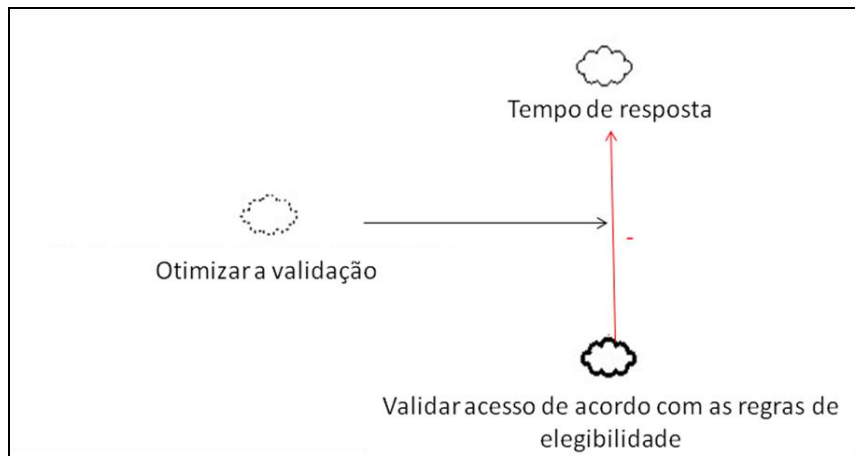 Tempo de resposta
-
Otimizar a validação
Validar acesso de acordo com as regras de
elegibilidade